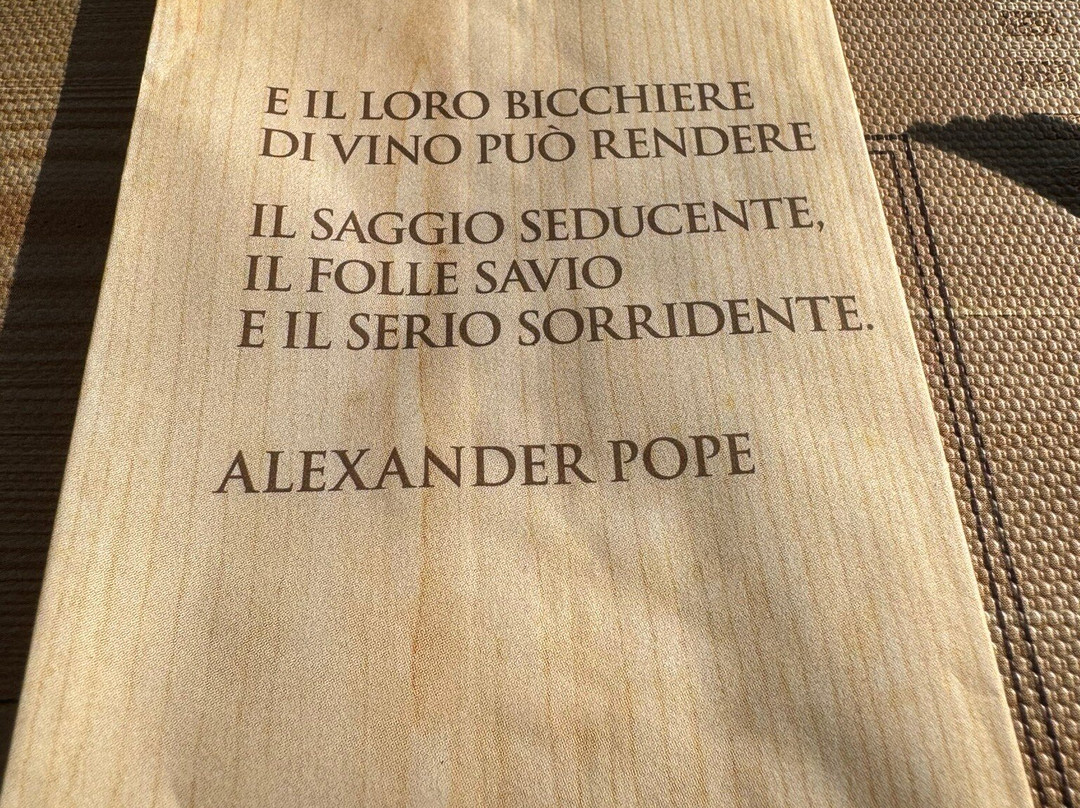 E IL LORO BICCHIERE
DI VINO PUÒ RENDERE
IL SAGGIO SEDUCENTE,
IL FOLLE SAVIO
E IL SERIO SORRIDENTE.
ALEXANDER POPE